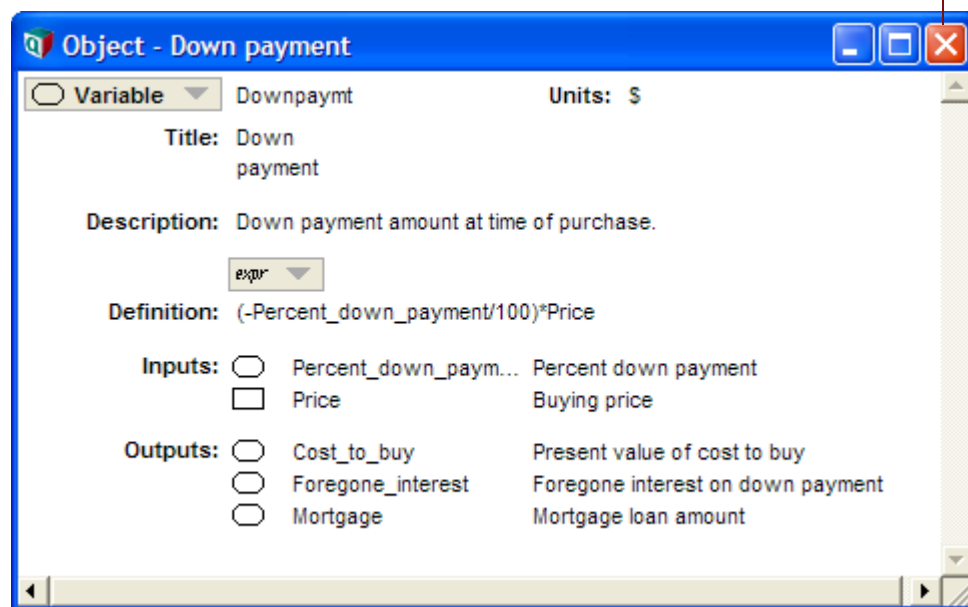 Object - Down payment
Variable Downpaymt Units: $
Title: Down
payment
Description: Down payment amount at time of purchase.
expr
Definition: (-Percent_down_payment/100)*Price
Inputs: Percent_down_paym... Percent down payment
Price Buying price
Outputs: Cost_to_buy Present value of cost to buy
Foregone_interest Foregone interest on down payment
Mortgage Mortgage loan amount